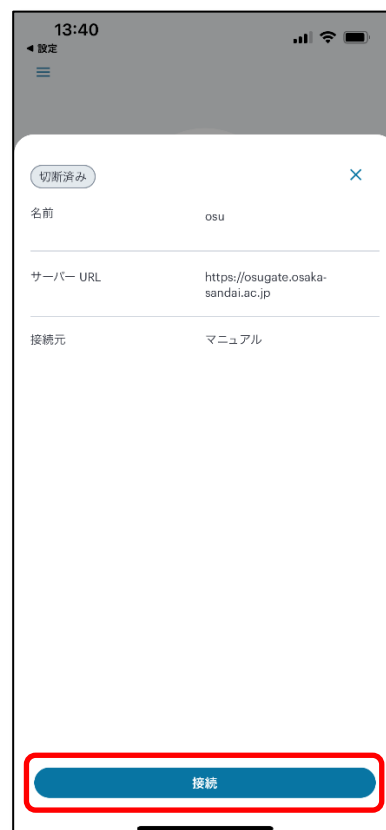 13:40
◀ 設定
切断済み
名前
osu
サーバー URL
https://osugate.osaka-
sandai.ac.jp
接続元
マニュアル
接続